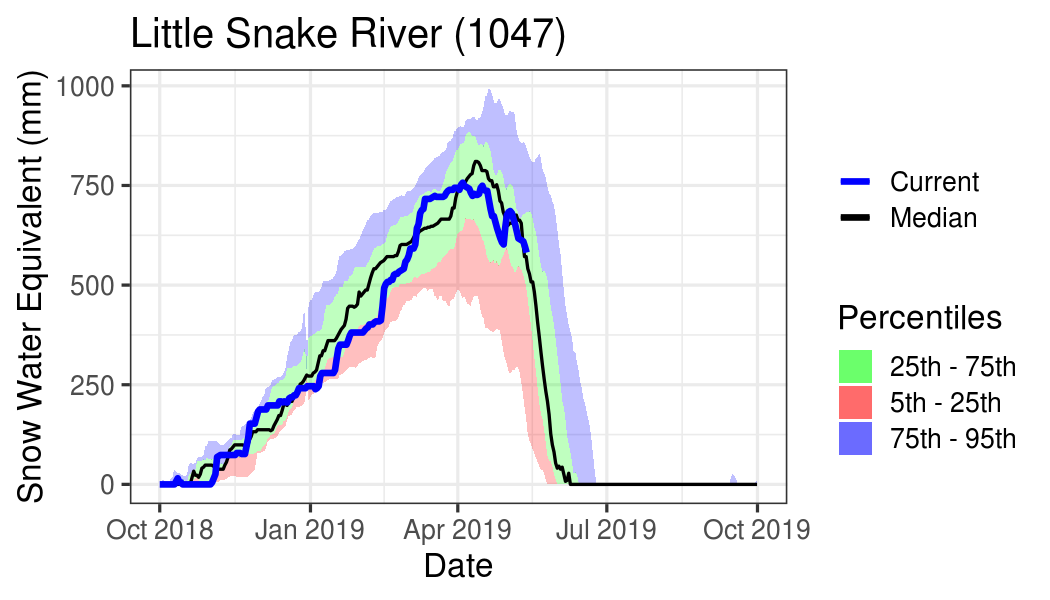 Little Snake River (1047)
Snow Water Equivalent (mm)
1000
750
500
250
0
Oct 2018
Jan 2019
Apr 2019
Jul 2019
Oct 2019
Date
Current
Median
Percentiles
25th - 75th
5th - 25th
75th - 95th